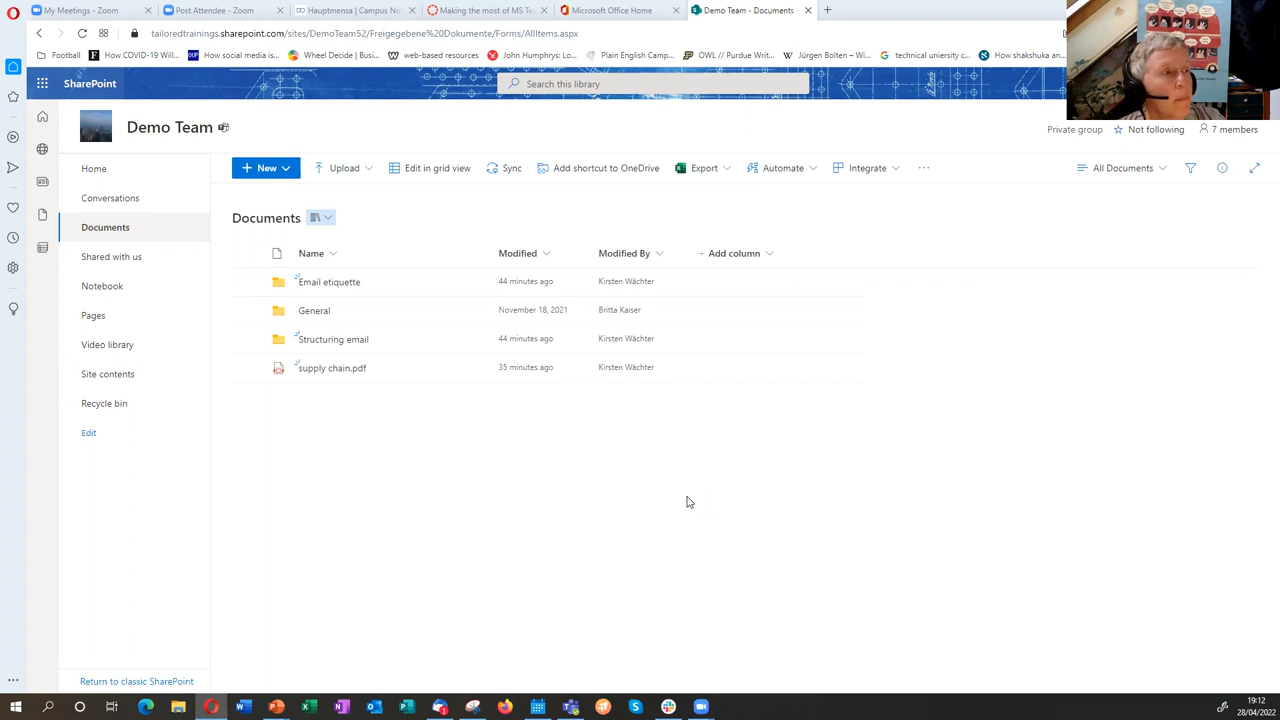 My Meetings - Zoom
Post Attendee - Zoom
Hauptmensa | Campus No
Making the most of MS Te
Microsoft Office Home
Demo Team - Documents
tailoredtrainings.sharepoint.com/sites/DemoTeam52/Freigegebene%20Dokumente/Forms/AllItems.aspx
Football
How COVID-19 Will...
How social media is...
Wheel Decide | Busi...
web-based resources
John Humphrys: Lo...
Plain English Camp...
OWL // Purdue Writ...
Jürgen Bolten – Wi...
technical university c...
How shakshuka an
SharePoint
Search this library
Demo Team
Private group
Not following
7 members
New
Upload
Edit in grid view
Sync
Add shortcut to OneDrive
Export
Automate
Integrate
All Documents
Home
Conversations
Documents
Shared with us
Notebook
Pages
Video library
Site contents
Recycle bin
Edit
Return to classic SharePoint
Documents
Name
Modified
Modified By
+ Add column
Email etiquette
44 minutes ago
Kirsten Wächter
General
November 18, 2021
Britta Kaiser
Structuring email
44 minutes ago
Kirsten Wächter
supply chain.pdf
35 minutes ago
Kirsten Wächter
19:12
28/04/2022